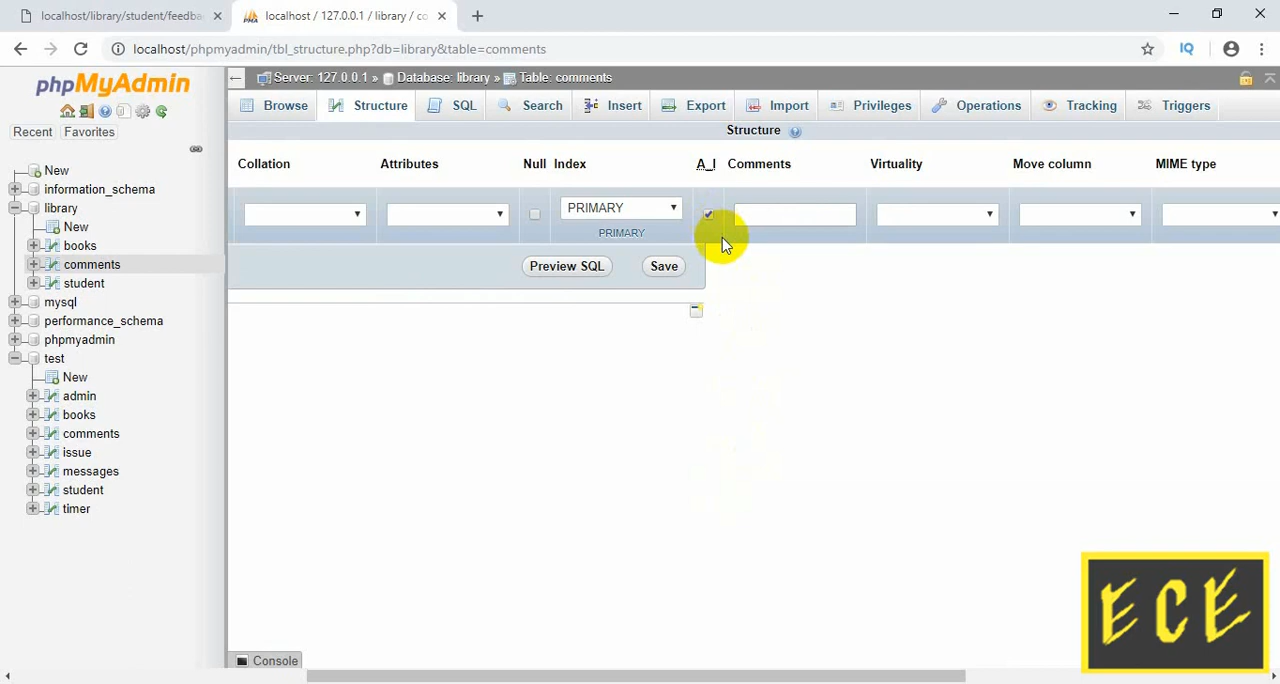 localhost/library/student/feedba
localhost / 127.0.0.1 / library / co
localhost/phpmyadmin/tbl_structure.php?db=library&table=comments
IQ
phpMyAdmin
Recent
Favorites
New
information_schema
library
New
books
comments
student
mysql
performance_schema
phpmyadmin
test
New
admin
books
comments
issue
messages
student
timer
Server: 127.0.0.1 » Database: library » Table: comments
Browse
Structure
SQL
Search
Insert
Export
Import
Privileges
Operations
Tracking
Triggers
Structure
Collation
Attributes
Null
Index
A_I
Comments
Virtuality
Move column
MIME type
PRIMARY
PRIMARY
Preview SQL
Save
Console
ECE